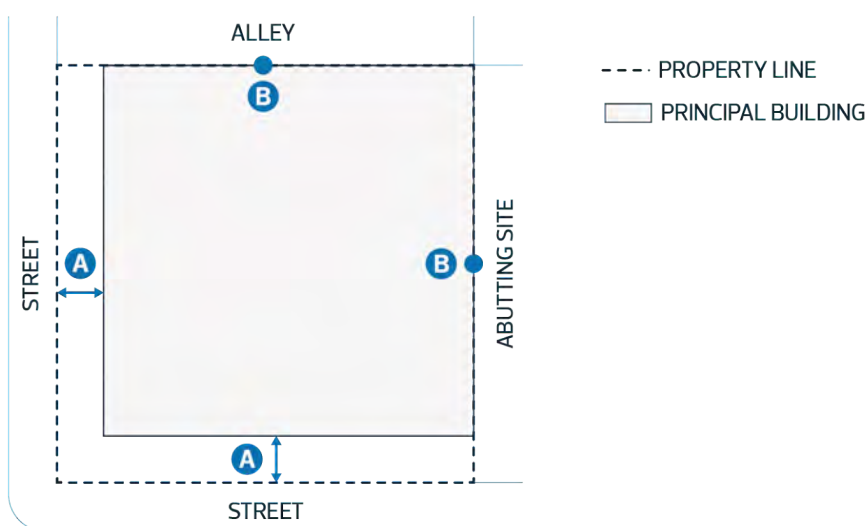 ALLEY
B
PROPERTY LINE
PRINCIPAL BUILDING
STREET
A
B
ABUTTING SITE
A
STREET